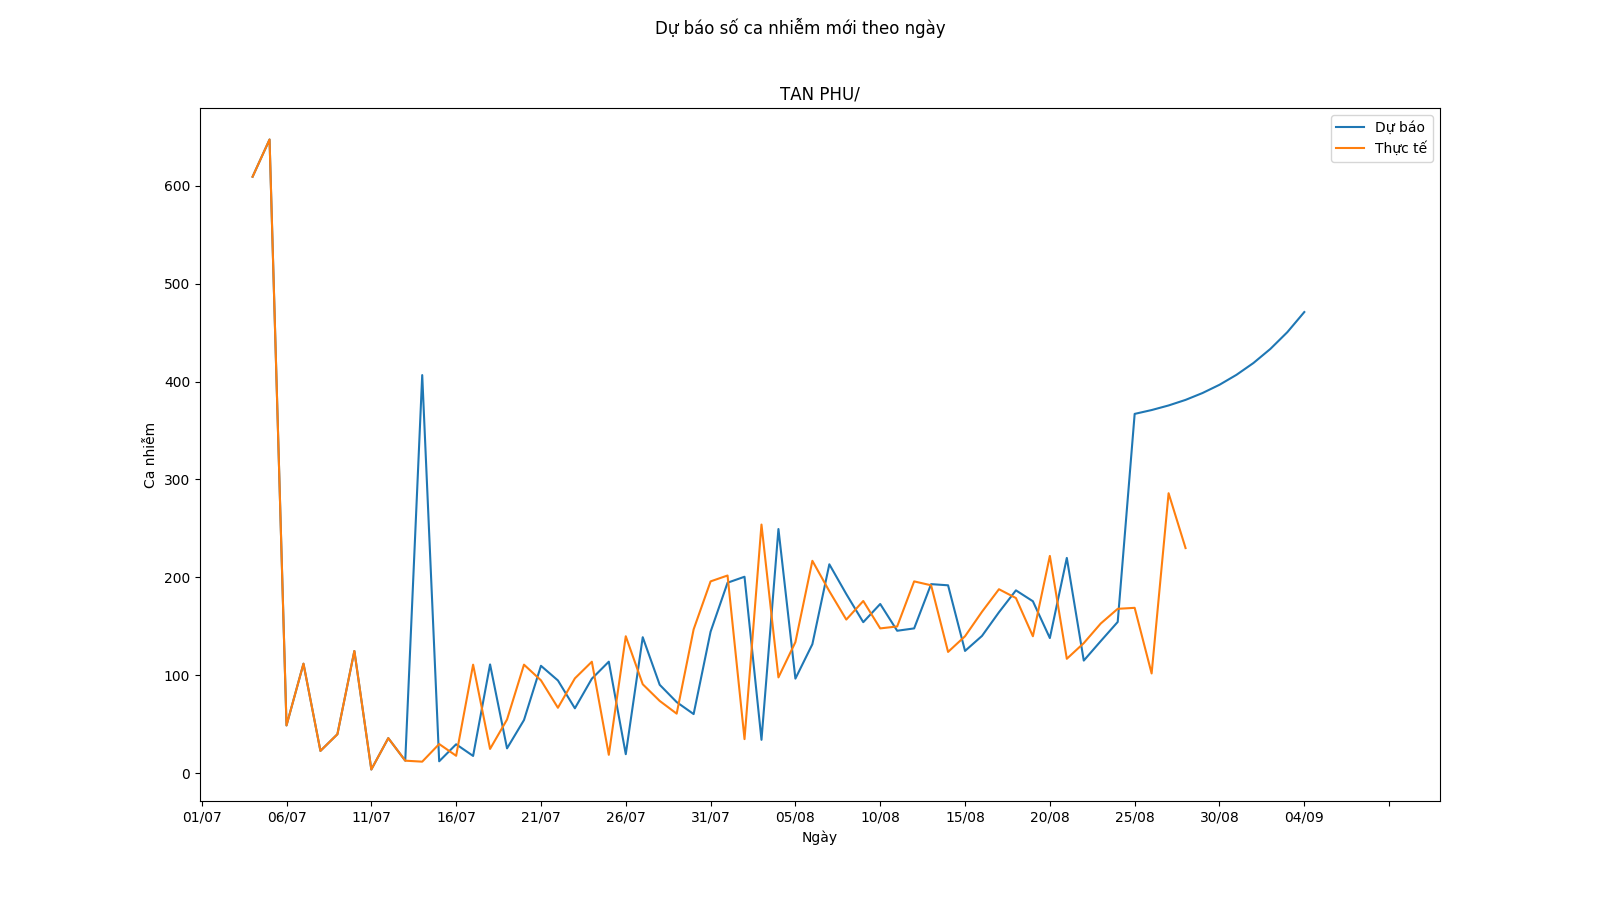 Dự báo số ca nhiễm mới theo ngày
TAN PHU/
Dự báo
Thực tế
600
500
400
300
200
100
0
Ca nhiễm
01/07 06/07 11/07 16/07 21/07 26/07 31/07 05/08 10/08 15/08 20/08 25/08 30/08 04/09
Ngày